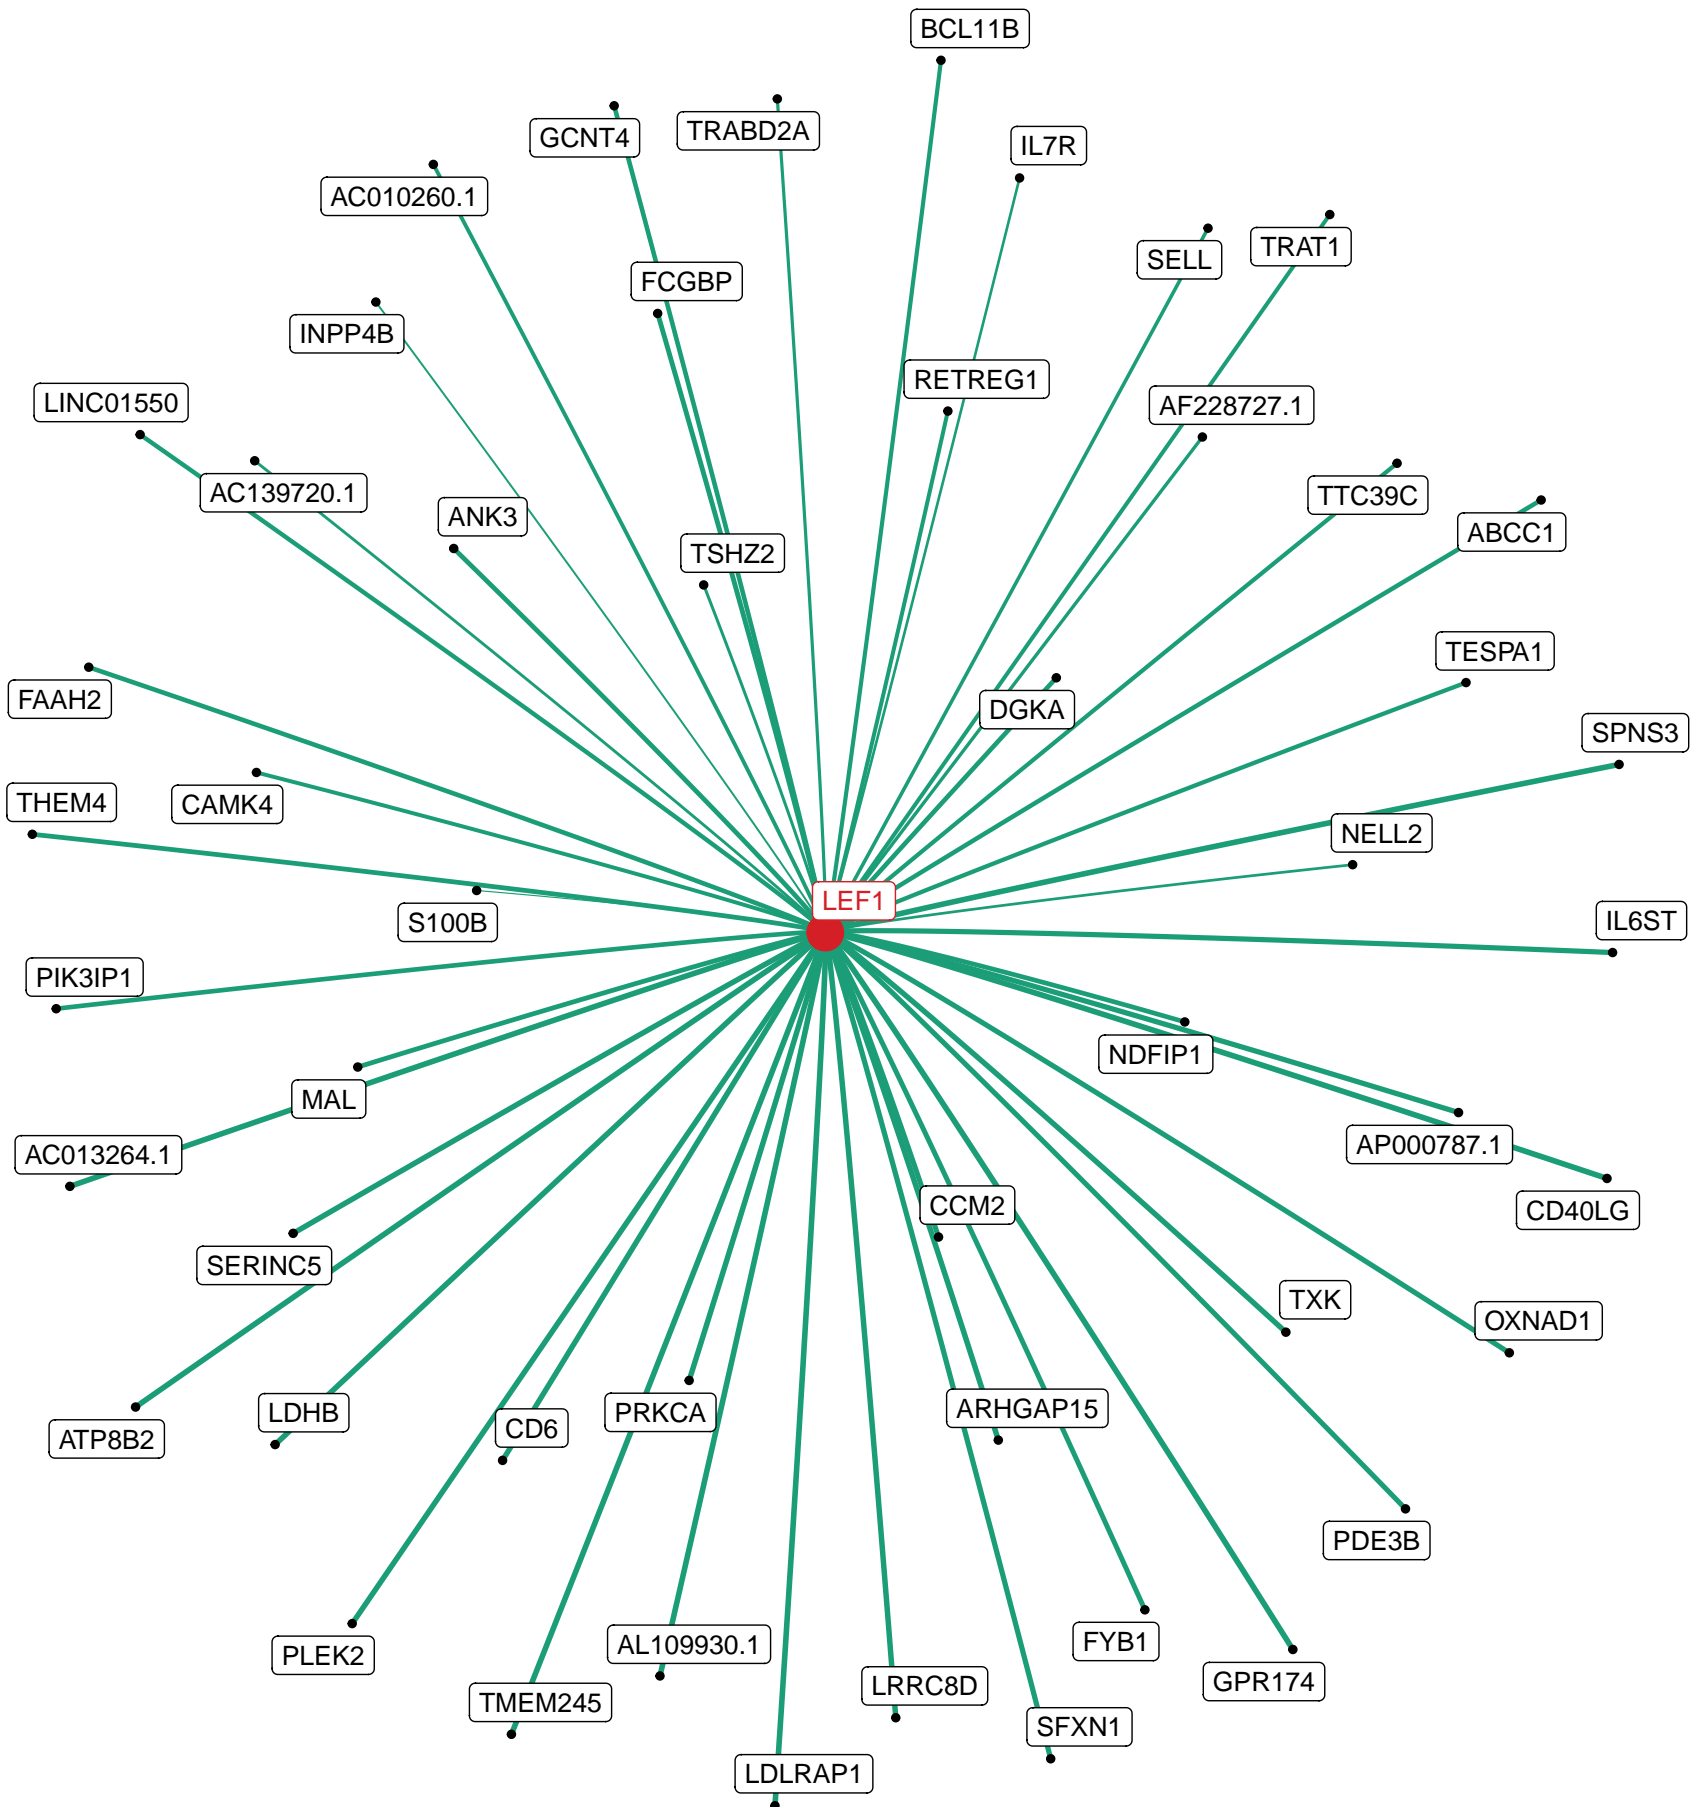 BCL11B
GCNT4
TRABD2A
IL7R
AC010260.1
SELL
TRAT1
FCGBP
INPP4B
RETREG1
LINC01550
AF228727.1
AC139720.1
TTC39C
ANK3
ABCC1
TSHZ2
TESPA1
FAAH2
DGKA
SPNS3
THEM4
CAMK4
NELL2
LEF1
S100B
IL6ST
PIK3IP1
NDFIP1
MAL
AP000787.1
AC013264.1
CCM2
CD40LG
SERINC5
TXK
OXNAD1
ARHGAP15
LDHB
PRKCA
CD6
ATP8B2
PDE3B
FYB1
AL109930.1
PLEK2
GPR174
LRRC8D
TMEM245
SFXN1
LDLRAP1